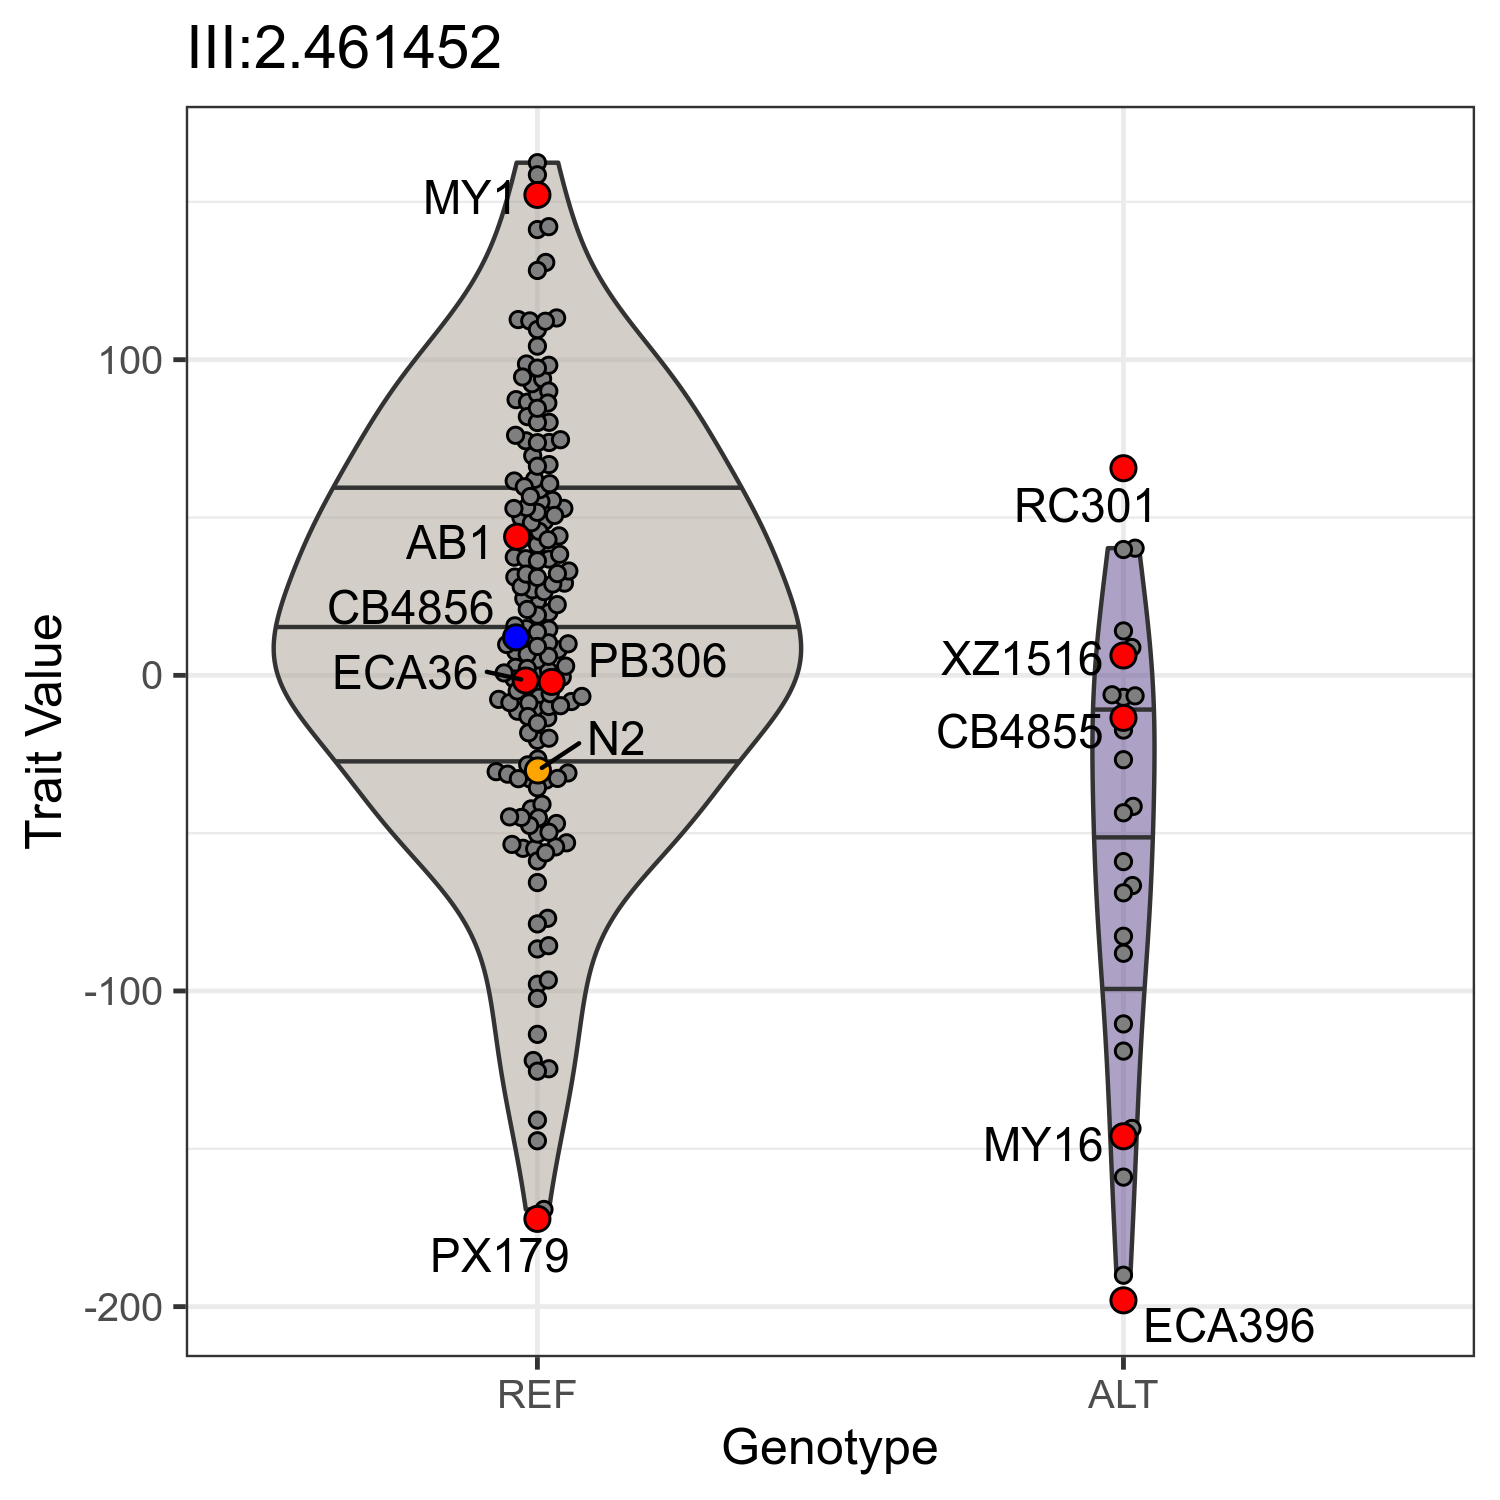 III:2.461452
MY1
100
RC301
AB1
CB4856
XZ1516
PB306
ECA36
0
CB4855
N2
Trait Value
-100
MY16
PX179
-200
ECA396
REF
ALT
Genotype